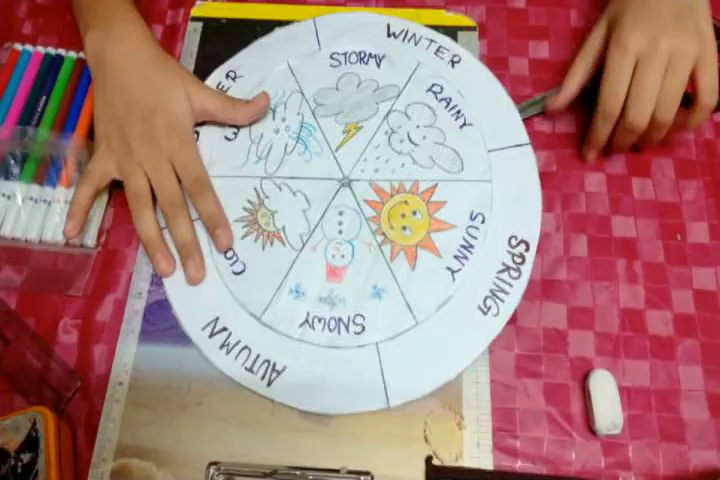 WINTER
STORMY
RAINY
SUNNY
SPRING
SNOWY
AUTUMN